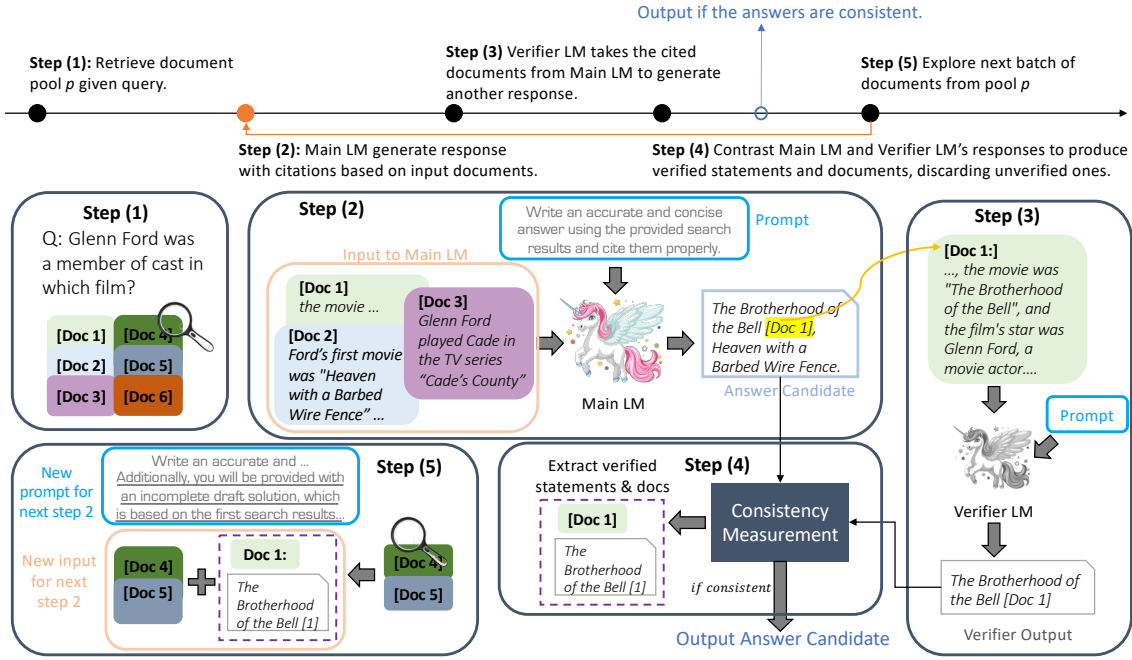 Output if the answers are consistent.
Step (1): Retrieve document
pool p given query.
Step (3) Verifier LM takes the cited
documents from Main LM to generate
another response.
Step (5) Explore next batch of
documents from pool p
Step (2): Main LM generate response
with citations based on input documents.
Step (4) Contrast Main LM and Verifier LM's responses to produce
verified statements and documents, discarding unverified ones.
Step (1)
Q: Glenn Ford was
a member of cast in
which film?
[Doc 1]
[Doc 4]
[Doc 2]
[Doc 5]
[Doc 3]
[Doc 6]
Step (2)
Write an accurate and concise
answer using the provided search
results and cite them properly.
Prompt
Input to Main LM
[Doc 1]
the movie ...
[Doc 2]
Ford's first movie
was "Heaven
with a Barbed
Wire Fence" ...
[Doc 3]
Glenn Ford
played Cade in
the TV series
"Cade's County"
Main LM
The Brotherhood of
the Bell [Doc 1],
Heaven with a
Barbed Wire Fence.
Answer Candidate
Step (3)
[Doc 1:]
..., the movie was
"The Brotherhood
of the Bell", and
the film's star was
Glenn Ford, a
movie actor....
Prompt
Verifier LM
The Brotherhood of
the Bell [Doc 1]
Verifier Output
Step (4)
Extract verified
statements & docs
[Doc 1]
The
Brotherhood
of the Bell [1]
Consistency
Measurement
if consistent
Output Answer Candidate
Step (5)
New
prompt for
next step 2
Write an accurate and ...
Additionally, you will be provided with
an incomplete draft solution, which
is based on the first search results...
New input
for next
step 2
[Doc 4]
[Doc 5]
Doc 1:
The
Brotherhood
of the Bell [1]
[Doc 4]
[Doc 5]